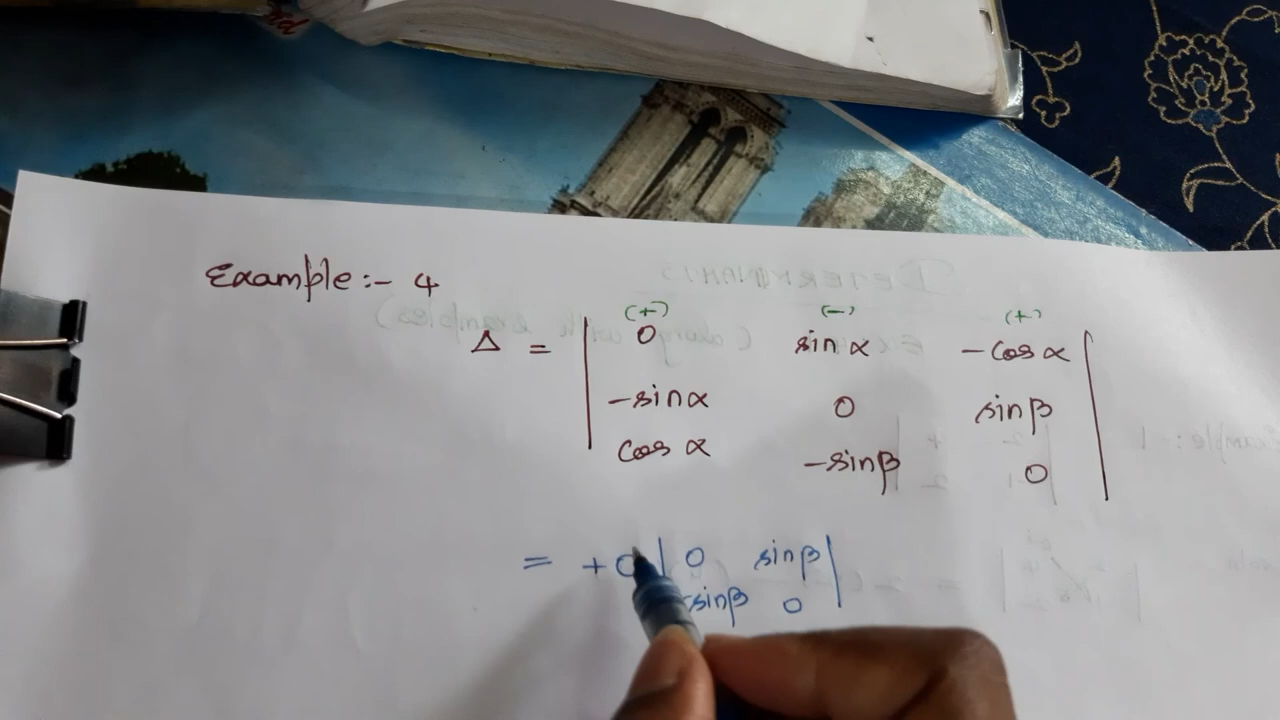 Example:- 4
(+) (-) (+)
Δ = | 0 sin α -cos α |
-sin α 0 sin β
cos α -sin β 0
= +0 | 0 sin β |
-sin β 0